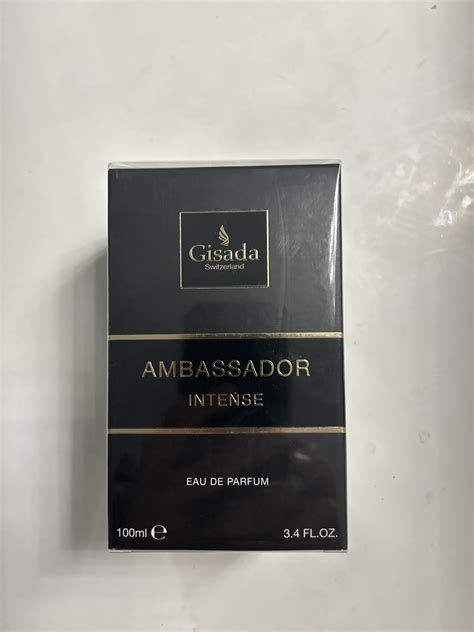 Gisada
Switzerland
AMBASSADOR
INTENSE
EAU DE PARFUM
100ml ℮
3.4 FL.OZ.